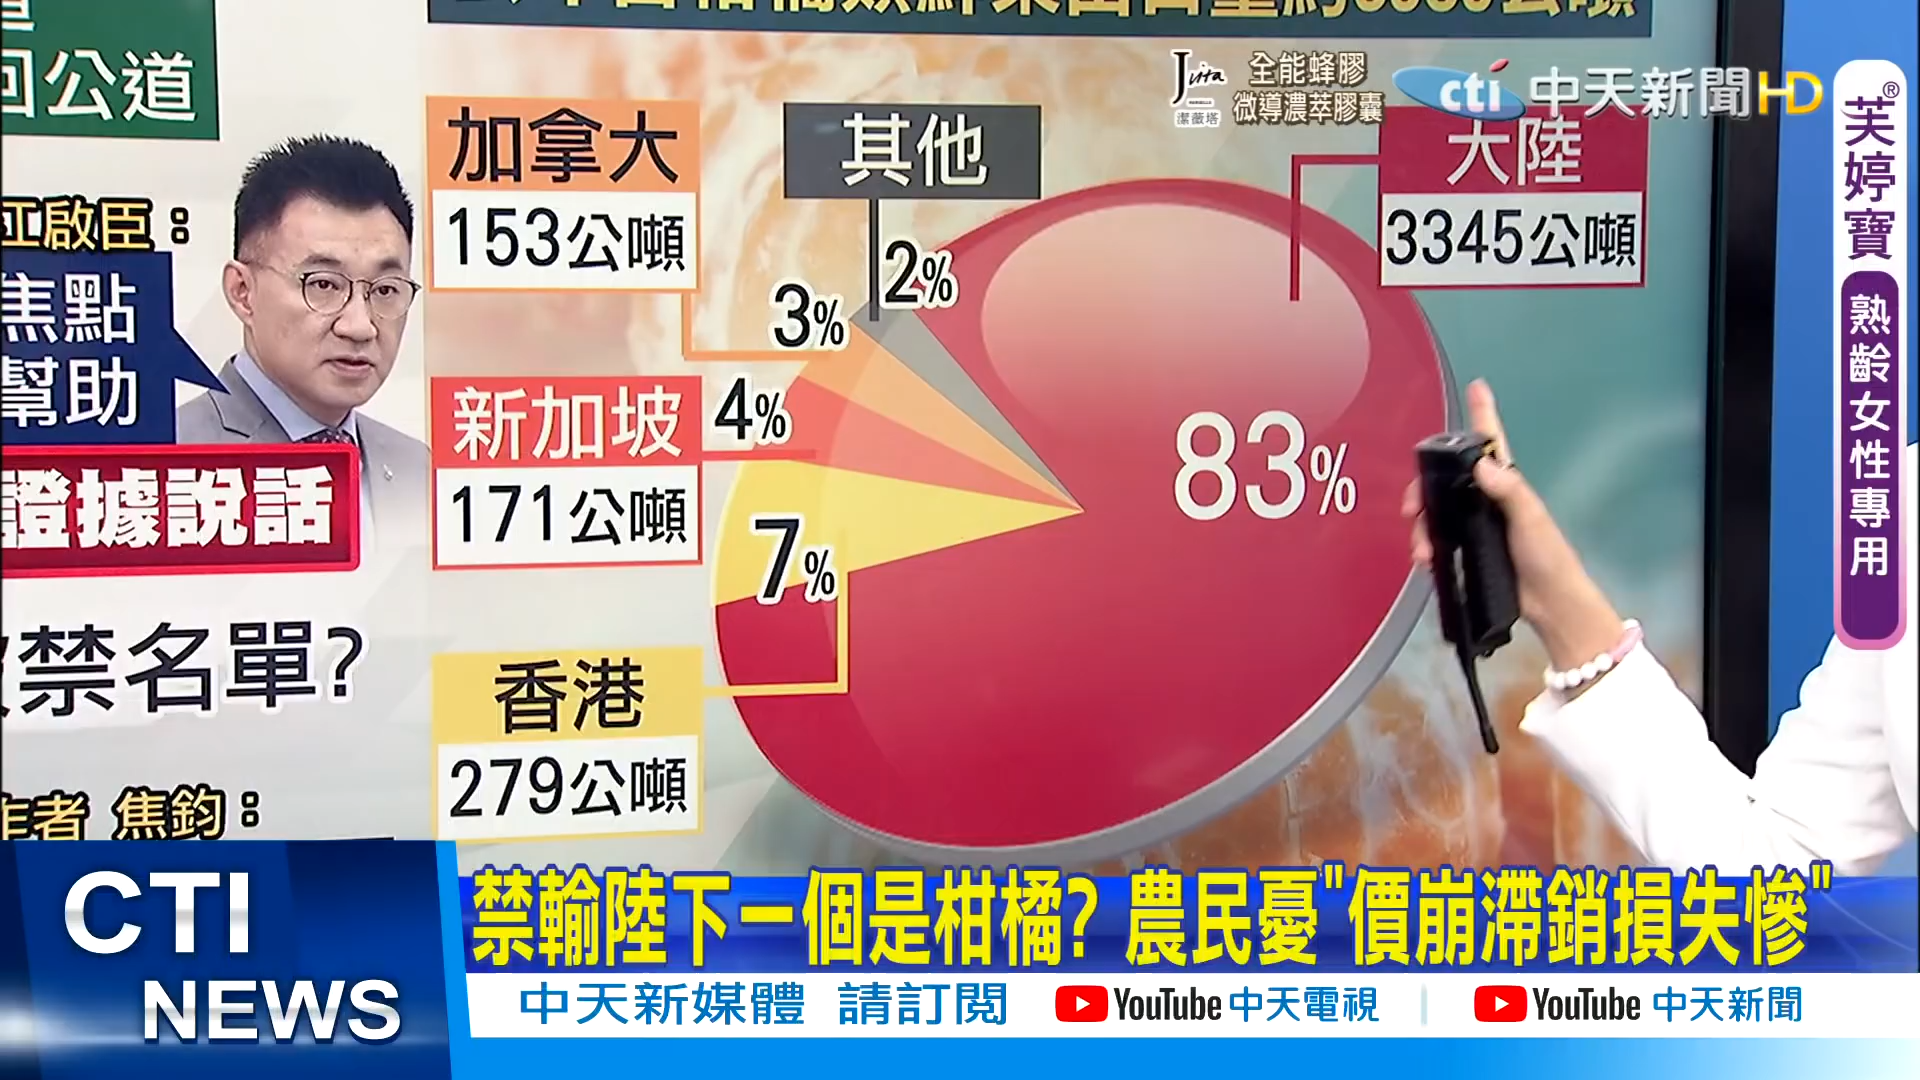 回公道
江啟臣：
焦點
幫助
證據說話
禁名單?
作者 焦鈞：
加拿大
153公噸
其他
大陸
3345公噸
2%
3%
新加坡
171公噸
4%
83%
7%
香港
279公噸
Jvita
潔薇塔
全能蜂膠
微導濃萃膠囊
cti 中天新聞HD
芙婷寶®
熟齡女性專用
CTI
NEWS
禁輸陸下一個是柑橘? 農民憂"價崩滯銷損失慘"
中天新媒體 請訂閱 YouTube 中天電視 YouTube 中天新聞